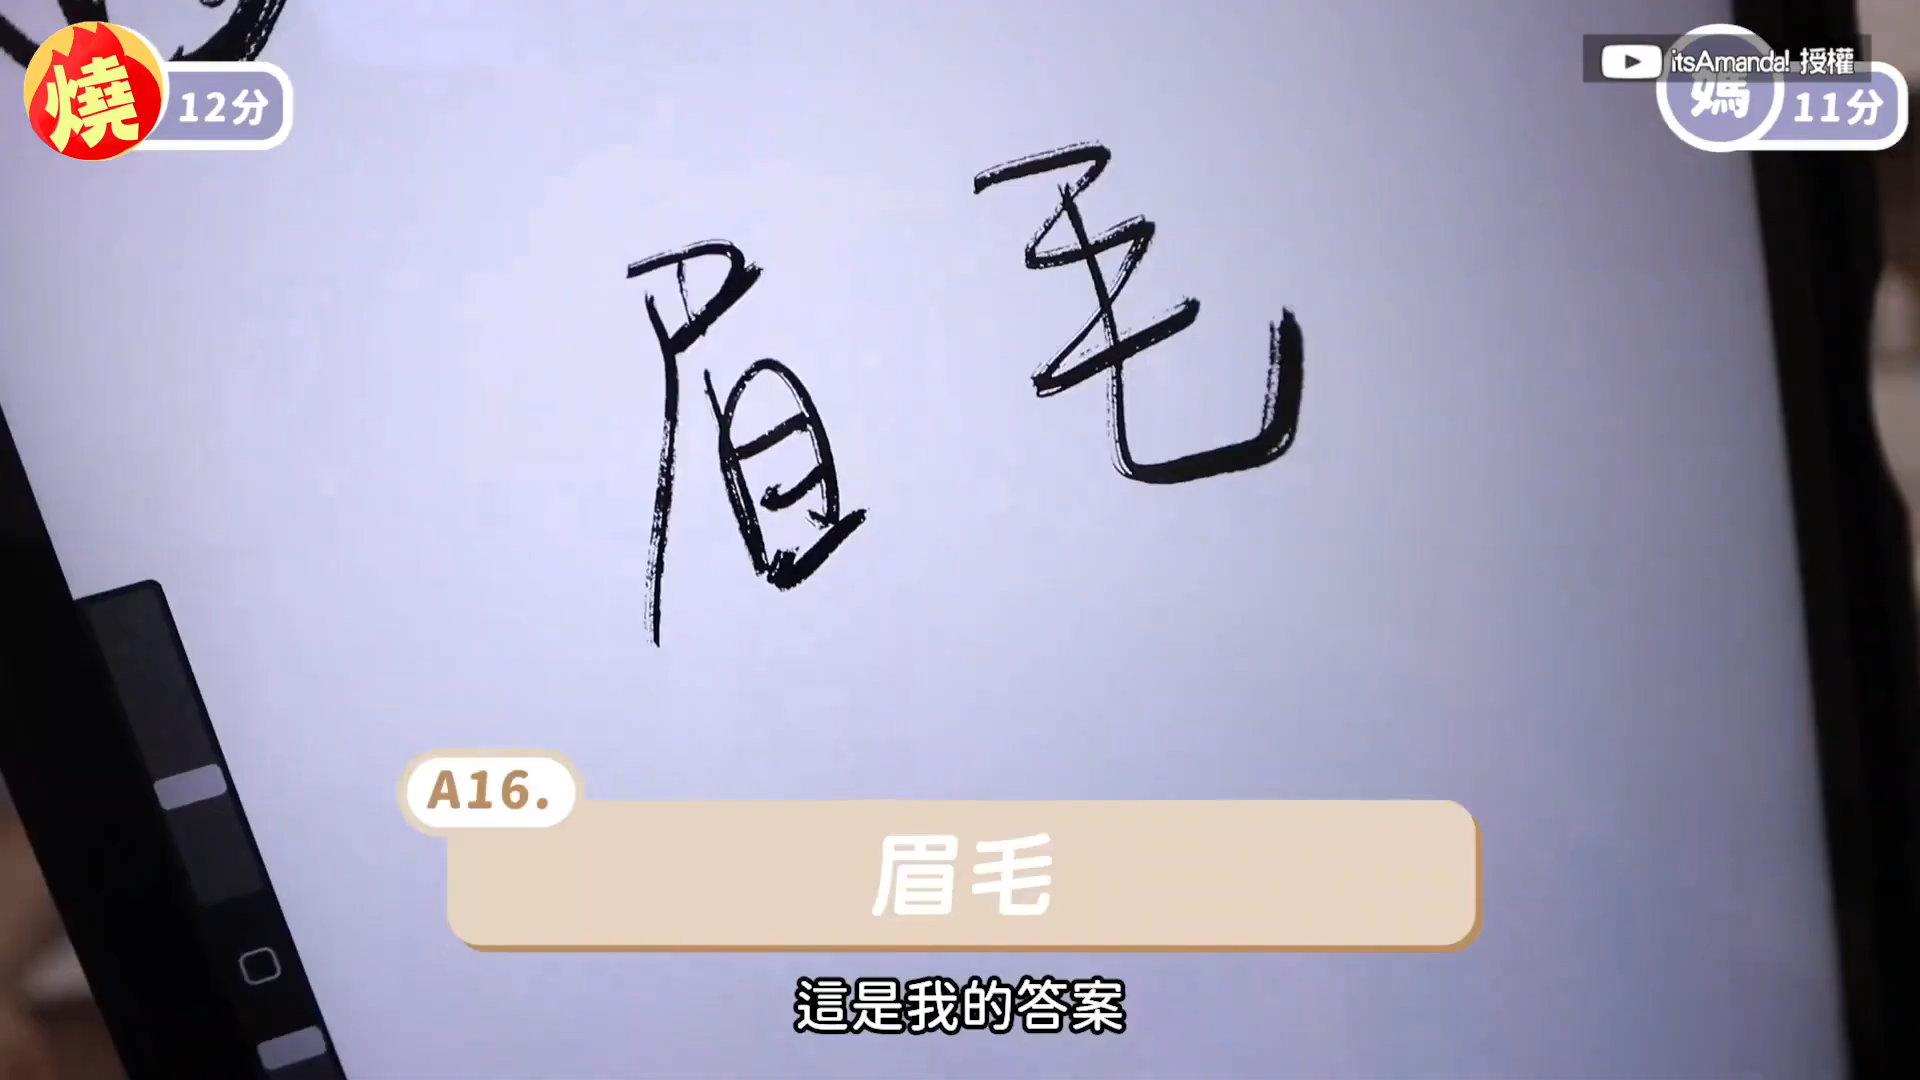 燒 12分
itsAmanda! 授權
媽 11分
眉毛
A16.
眉毛
這是我的答案